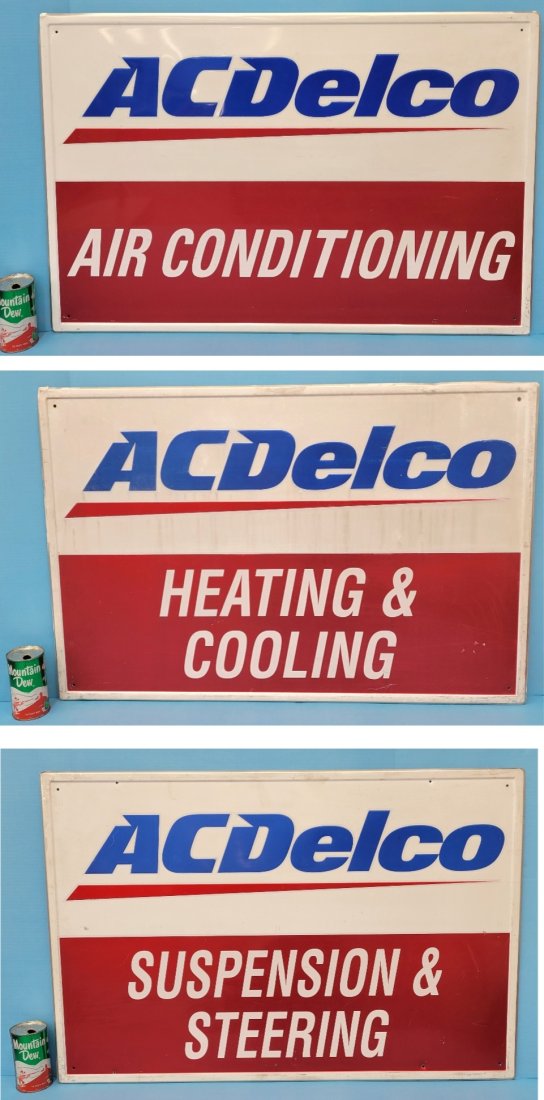 ACDelco
AIR CONDITIONING
Mountain
Dew
ACDelco
HEATING &
COOLING
Mountain
Dew
ACDelco
SUSPENSION &
STEERING
Mountain
Dew